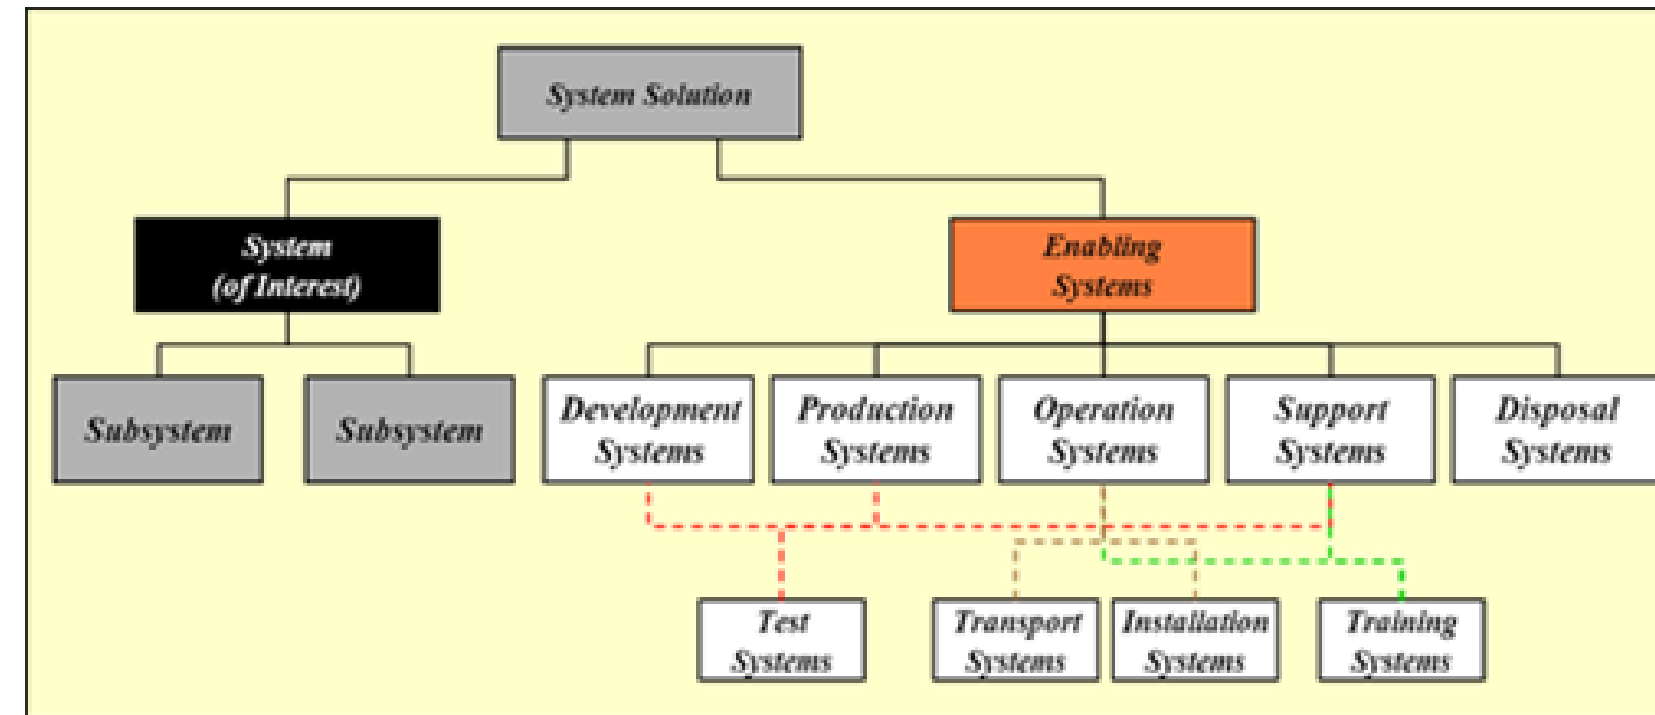 System Solution
System
(of Interest)
Enabling
Systems
Subsystem
Subsystem
Development
Systems
Production
Systems
Operation
Systems
Support
Systems
Disposal
Systems
Test
Systems
Transport
Systems
Installation
Systems
Training
Systems